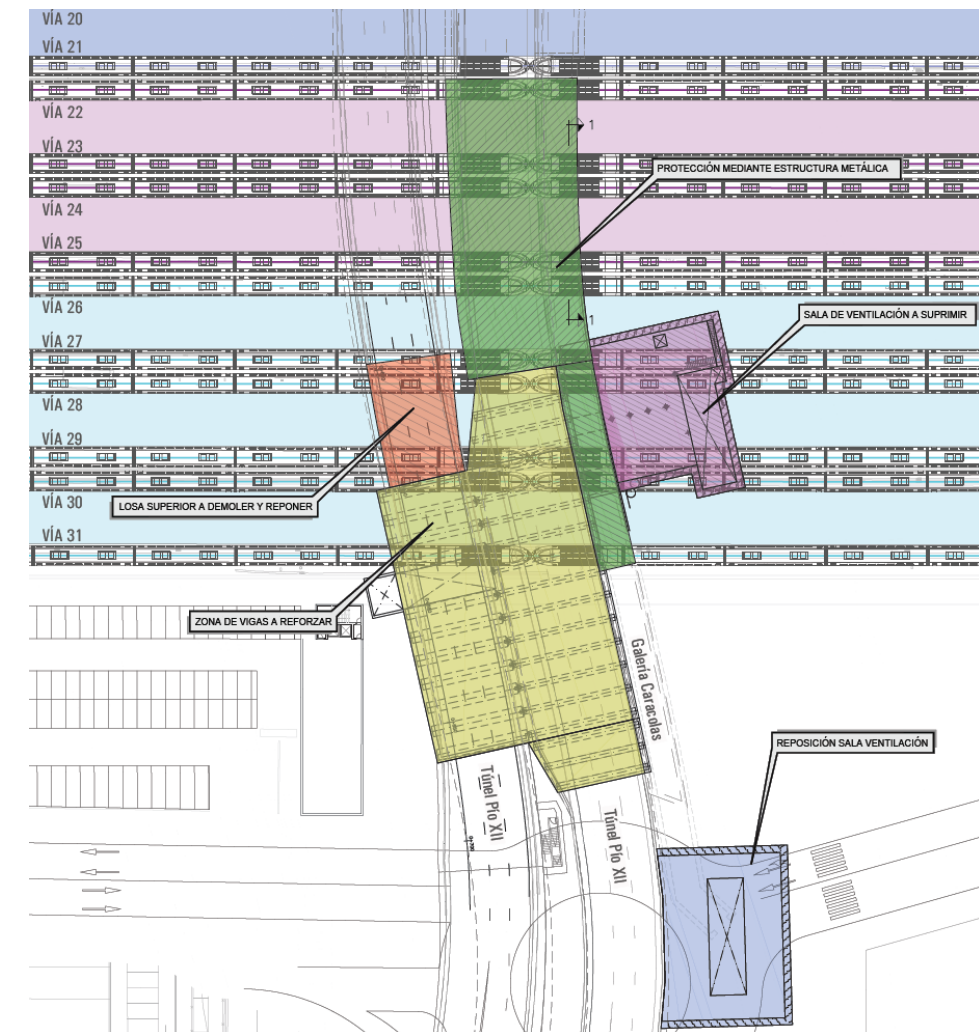 VÍA 20
VÍA 21
VÍA 22
1
VÍA 23
PROTECCIÓN MEDIANTE ESTRUCTURA METÁLICA
VÍA 24
VÍA 25
VÍA 26
1
SALA DE VENTILACIÓN A SUPRIMIR
VÍA 27
VÍA 28
VÍA 29
VÍA 30
LOSA SUPERIOR A DEMOLER Y REPONER
VÍA 31
ZONA DE VIGAS A REFORZAR
Galería Caracolas
REPOSICIÓN SALA VENTILACIÓN
Túnel Pío XII
Túnel Pío XII